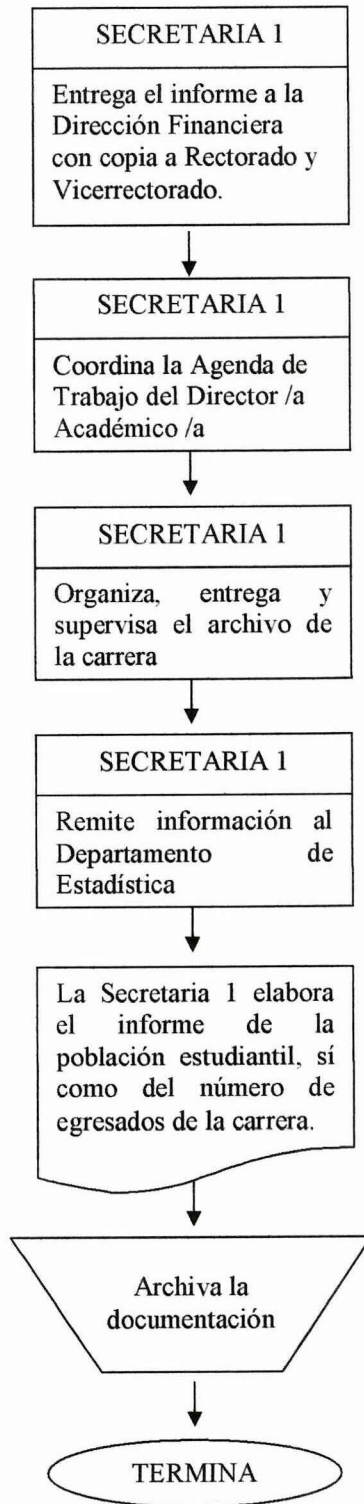 SECRETARIA 1
Entrega el informe a la
Dirección Financiera
con copia a Rectorado y
Vicerrectorado.
SECRETARIA 1
Coordina la Agenda de
Trabajo del Director /a
Académico /a
SECRETARIA 1
Organiza, entrega y
supervisa el archivo de
la carrera
SECRETARIA 1
Remite información al
Departamento de
Estadística
La Secretaria 1 elabora
el informe de la
población estudiantil, sí
como del número de
egresados de la carrera.
Archiva la
documentación
TERMINA